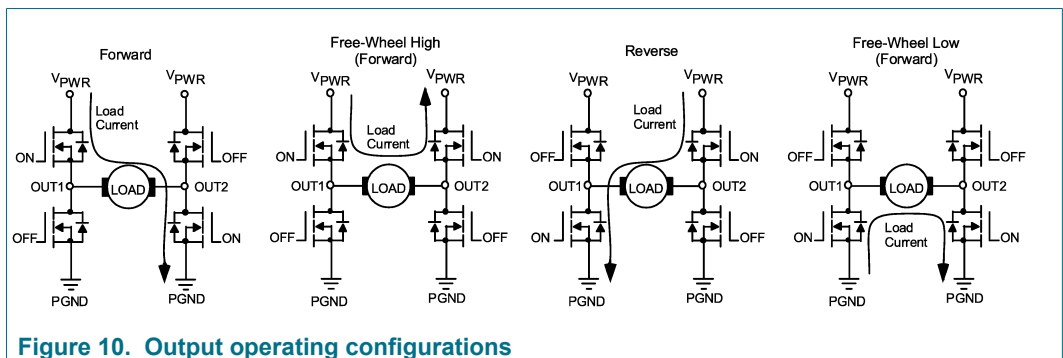 Forward
VPWR
VPWR
Load
Current
ON
OFF
OUT1
LOAD
OUT2
OFF
ON
PGND
PGND
Free-Wheel High
(Forward)
VPWR
VPWR
Load
Current
ON
ON
OUT1
LOAD
OUT2
OFF
OFF
PGND
PGND
Reverse
VPWR
VPWR
Load
Current
OFF
ON
OUT1
LOAD
OUT2
ON
OFF
PGND
PGND
Free-Wheel Low
(Forward)
VPWR
VPWR
OFF
OFF
OUT1
LOAD
OUT2
ON
Load
Current
ON
PGND
PGND
Figure 10. Output operating configurations